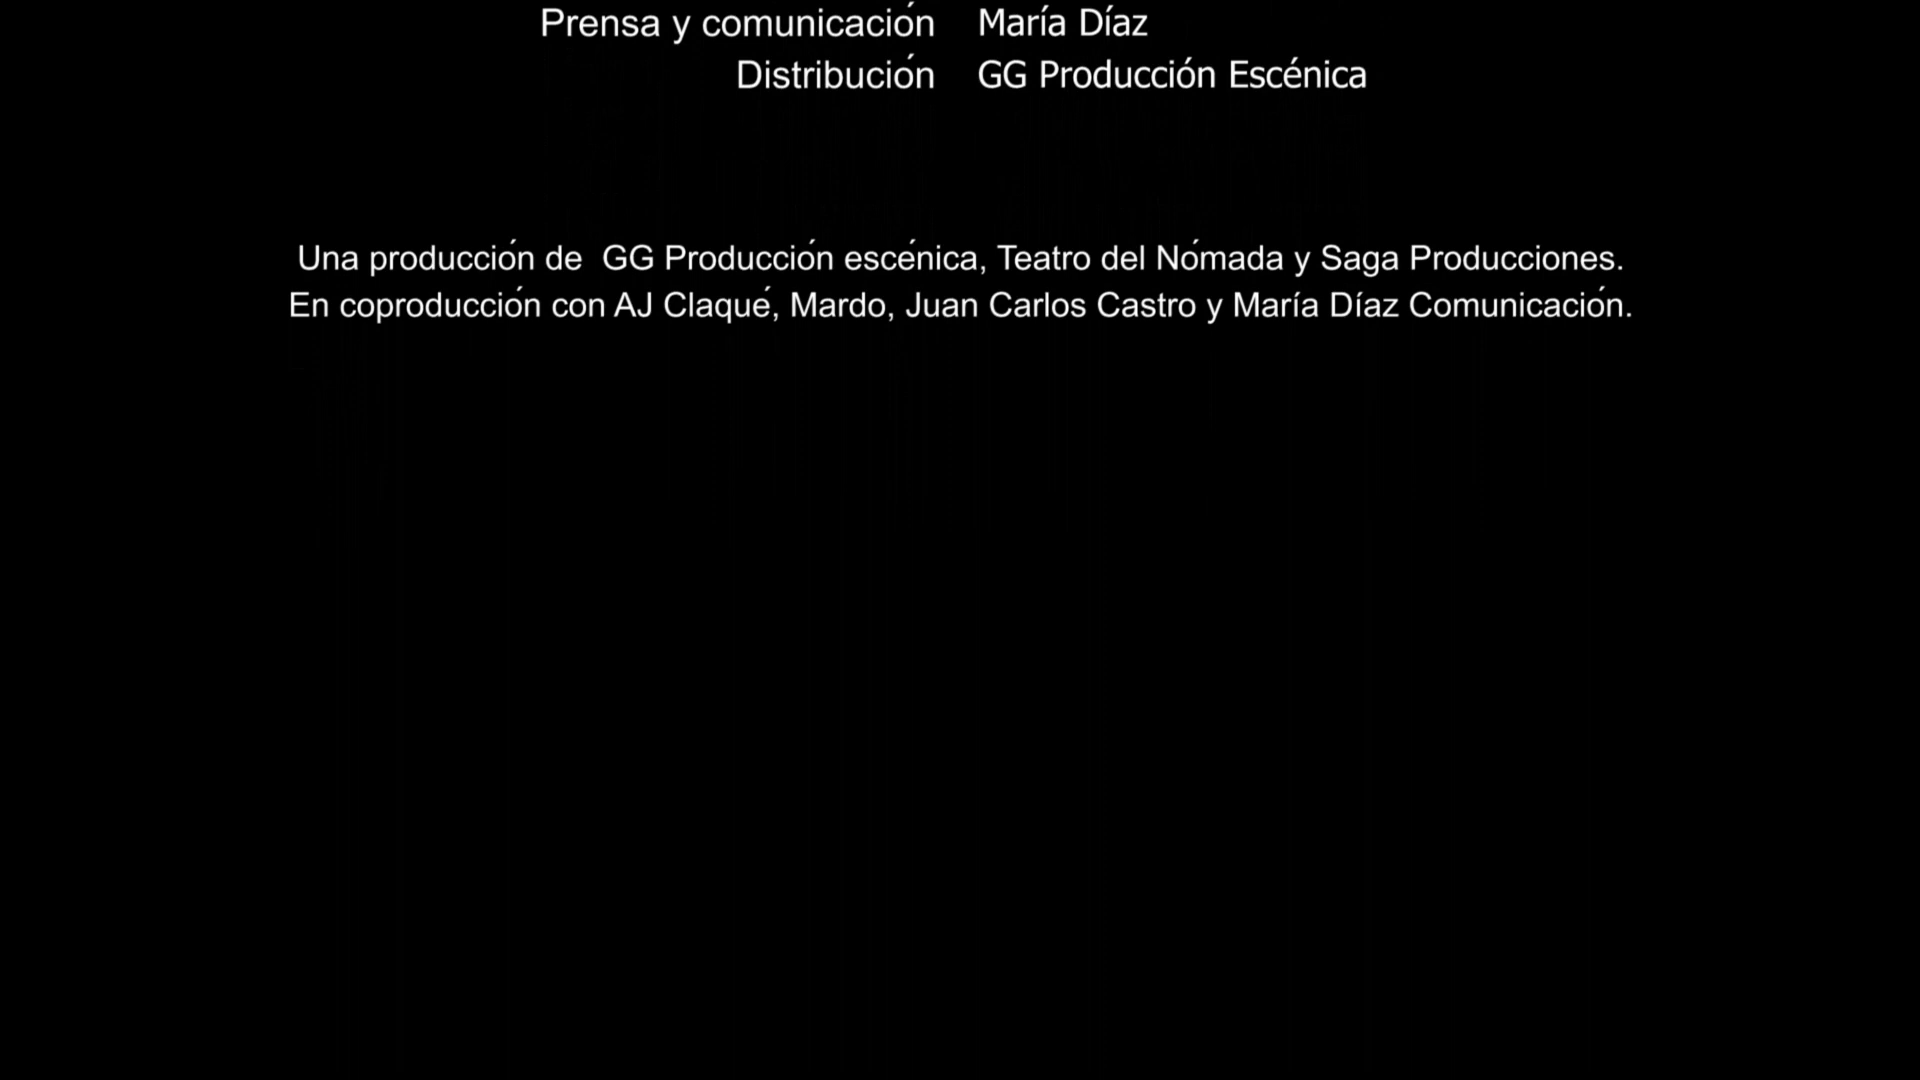 Prensa y comunicación María Díaz
Distribución GG Producción Escénica
Una producción de  GG Producción escénica, Teatro del Nómada y Saga Producciones.
En coproducción con AJ Claqué, Mardo, Juan Carlos Castro y María Díaz Comunicación.